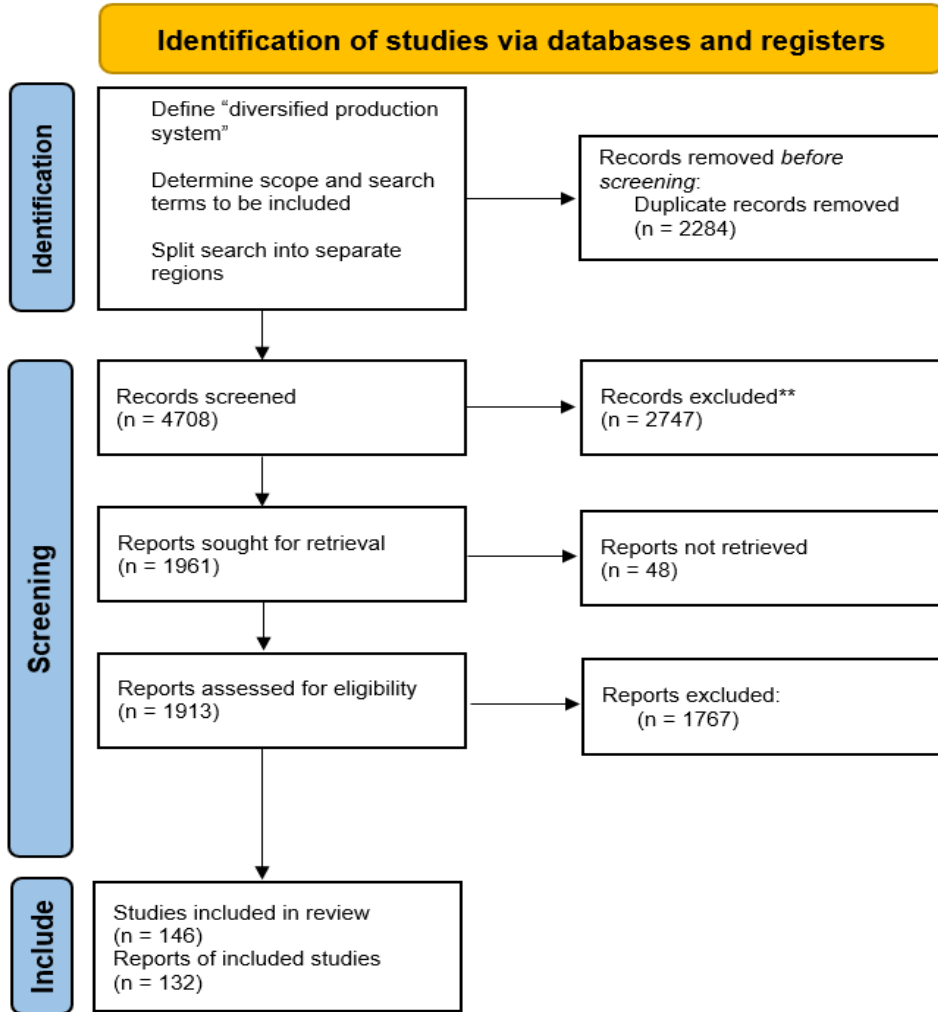 Identification of studies via databases and registers
Identification
Define “diversified production
system”
Determine scope and search
terms to be included
Split search into separate
regions
Records removed before
screening:
Duplicate records removed
(n = 2284)
Screening
Records screened
(n = 4708)
Records excluded**
(n = 2747)
Reports sought for retrieval
(n = 1961)
Reports not retrieved
(n = 48)
Reports assessed for eligibility
(n = 1913)
Reports excluded:
(n = 1767)
Include
Studies included in review
(n = 146)
Reports of included studies
(n = 132)